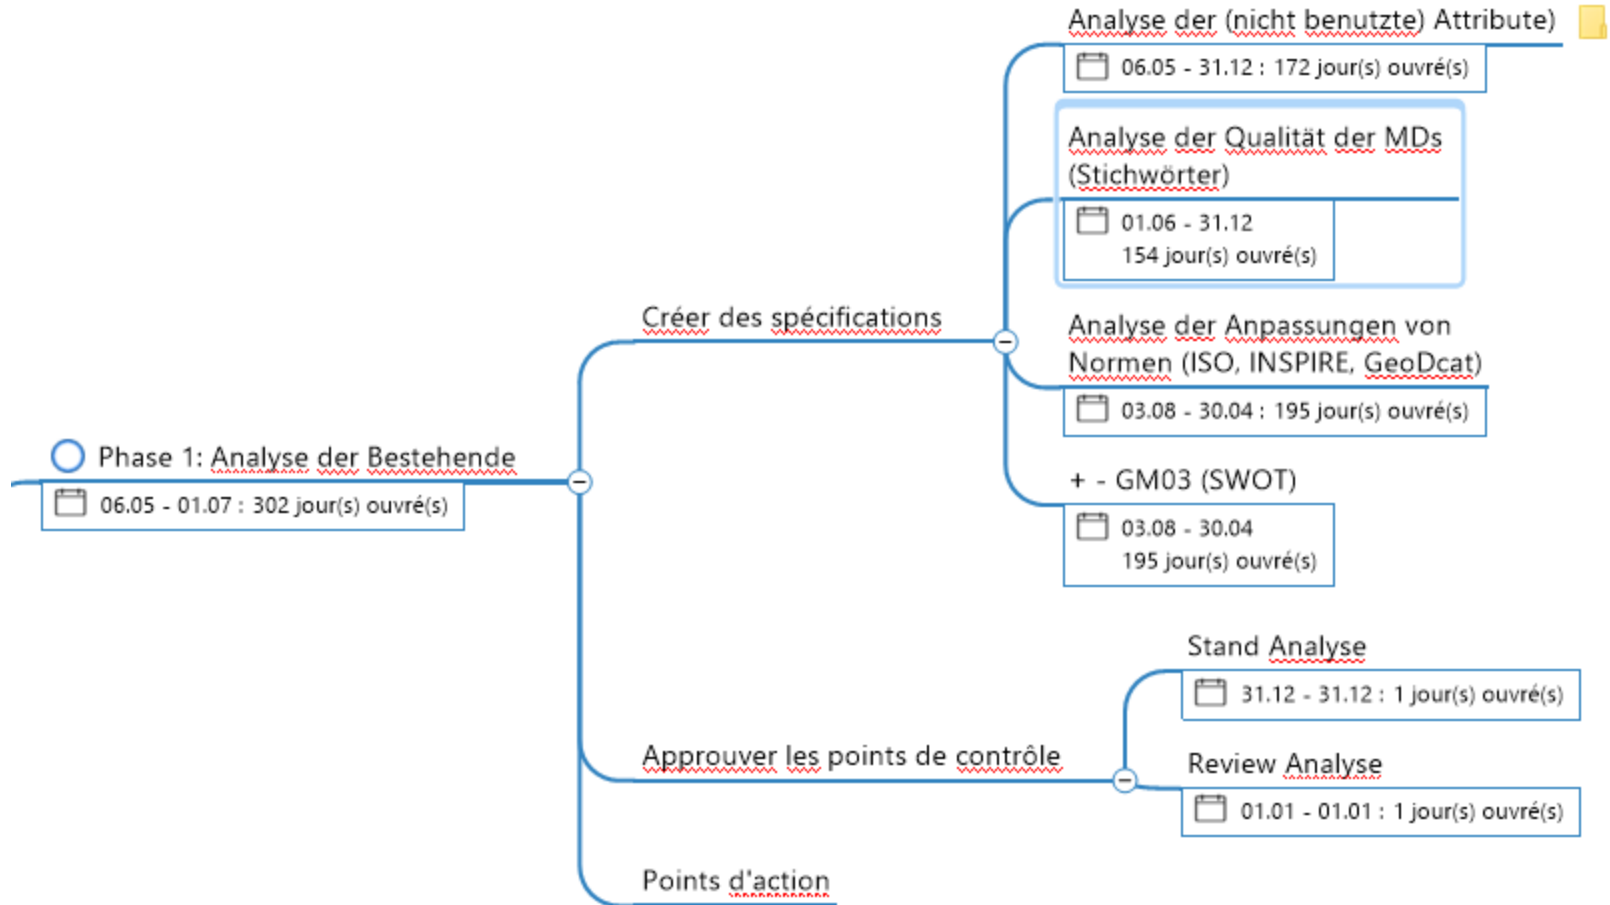 Analyse der (nicht benutzte) Attribute)
06.05 - 31.12 : 172 jour(s) ouvré(s)
Analyse der Qualität der MDs
(Stichwörter)
01.06 - 31.12
154 jour(s) ouvré(s)
Créer des spécifications
Analyse der Anpassungen von
Normen (ISO, INSPIRE, GeoDcat)
03.08 - 30.04 : 195 jour(s) ouvré(s)
Phase 1: Analyse der Bestehende
06.05 - 01.07 : 302 jour(s) ouvré(s)
+ - GM03 (SWOT)
03.08 - 30.04
195 jour(s) ouvré(s)
Stand Analyse
31.12 - 31.12 : 1 jour(s) ouvré(s)
Approuver les points de contrôle
Review Analyse
01.01 - 01.01 : 1 jour(s) ouvré(s)
Points d'action